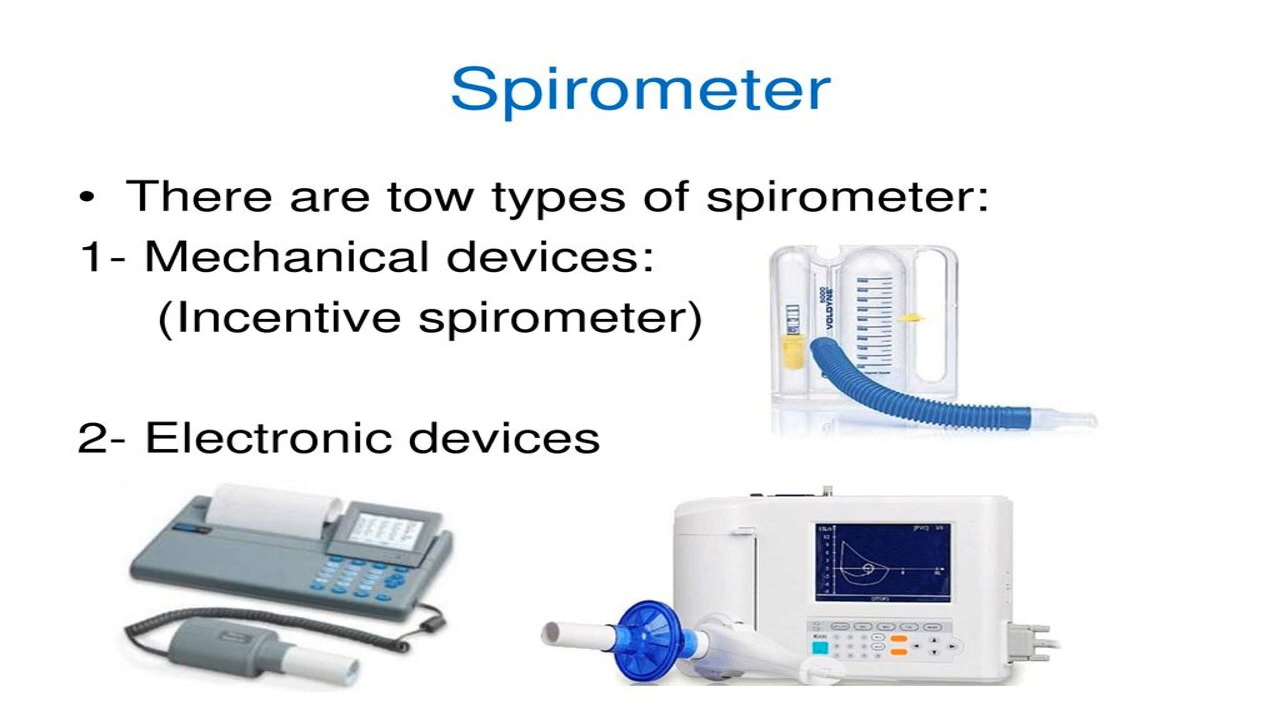 Spirometer
• There are tow types of spirometer:
1- Mechanical devices:
(Incentive spirometer)
5000
VOLDYNE
2- Electronic devices